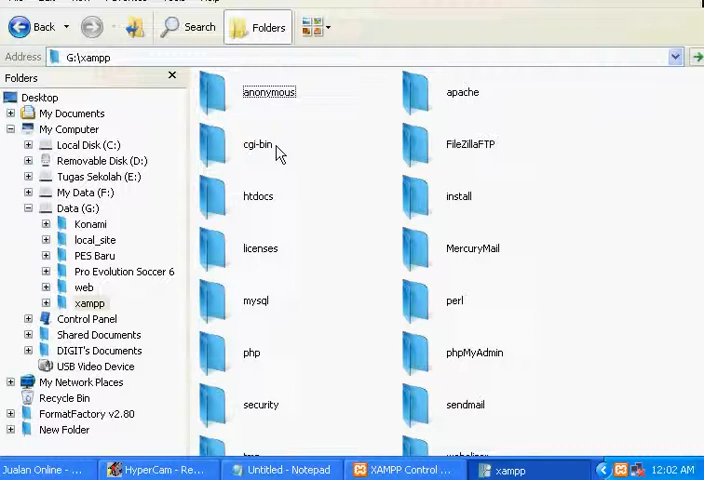 Back
Search
Folders
Address G:\xampp
Folders
Desktop
My Documents
My Computer
Local Disk (C:)
Removable Disk (D:)
Tugas Sekolah (E:)
My Data (F:)
Data (G:)
Konami
local_site
PES Baru
Pro Evolution Soccer 6
web
xampp
Control Panel
Shared Documents
DIGIT's Documents
USB Video Device
My Network Places
Recycle Bin
FormatFactory v2.80
New Folder
anonymous apache
cgi-bin FileZillaFTP
htdocs install
licenses MercuryMail
mysql perl
php phpMyAdmin
security sendmail
Jualan Online - ... HyperCam - Re... Untitled - Notepad XAMPP Control ... xampp 12:02 AM